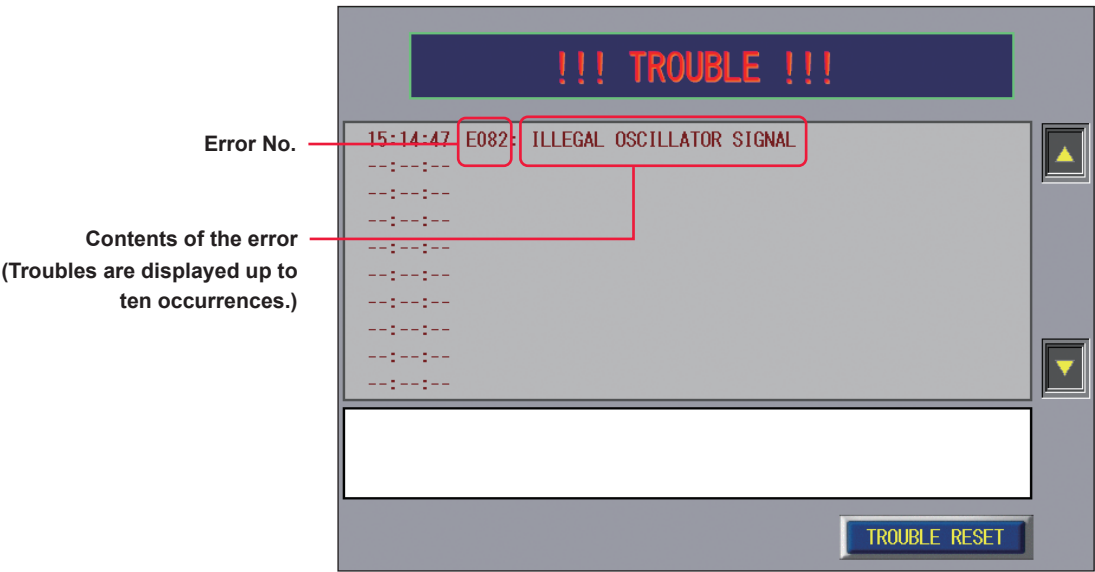 !!! TROUBLE !!!
Error No.
15:14:47 E082: ILLEGAL OSCILLATOR SIGNAL
--:--:--
--:--:--
--:--:--
Contents of the error
(Troubles are displayed up to
ten occurrences.)
--:--:--
--:--:--
--:--:--
--:--:--
--:--:--
--:--:--
TROUBLE RESET